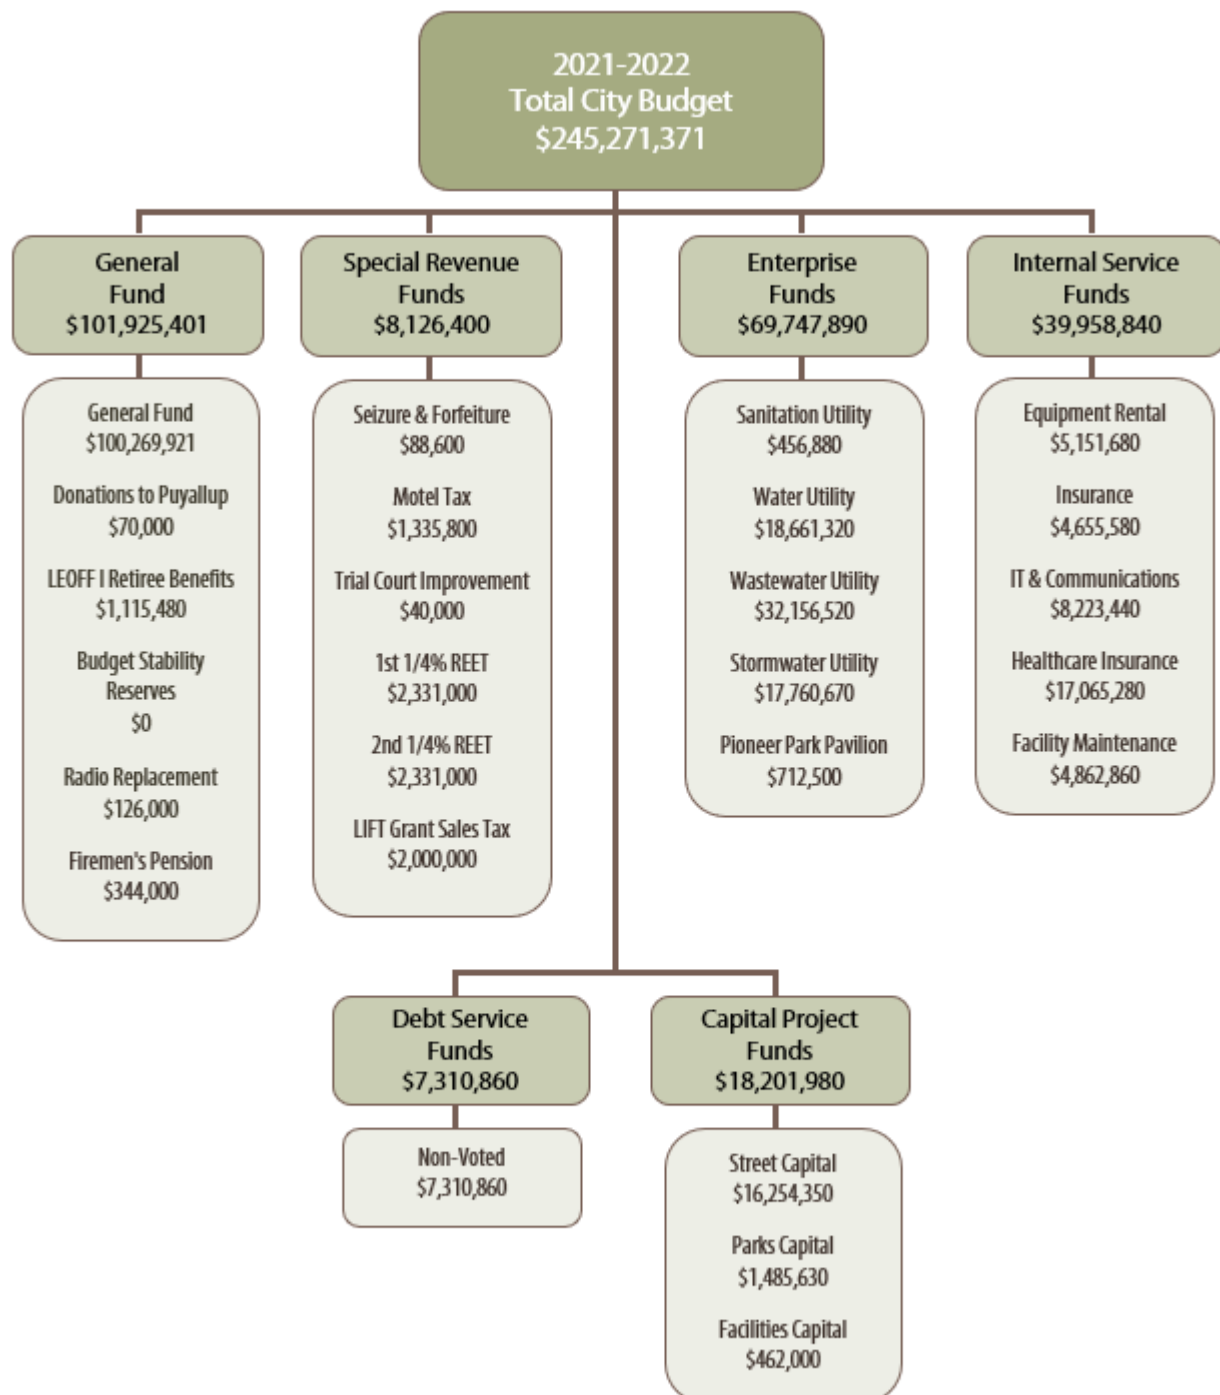 2021-2022
Total City Budget
$245,271,371
General
Fund
$101,925,401
General Fund
$100,269,921
Donations to Puyallup
$70,000
LEOFF I Retiree Benefits
$1,115,480
Budget Stability
Reserves
$0
Radio Replacement
$126,000
Firemen's Pension
$344,000
Special Revenue
Funds
$8,126,400
Seizure & Forfeiture
$88,600
Motel Tax
$1,335,800
Trial Court Improvement
$40,000
1st 1/4% REET
$2,331,000
2nd 1/4% REET
$2,331,000
LIFT Grant Sales Tax
$2,000,000
Enterprise
Funds
$69,747,890
Sanitation Utility
$456,880
Water Utility
$18,661,320
Wastewater Utility
$32,156,520
Stormwater Utility
$17,760,670
Pioneer Park Pavilion
$712,500
Internal Service
Funds
$39,958,840
Equipment Rental
$5,151,680
Insurance
$4,655,580
IT & Communications
$8,223,440
Healthcare Insurance
$17,065,280
Facility Maintenance
$4,862,860
Debt Service
Funds
$7,310,860
Non-Voted
$7,310,860
Capital Project
Funds
$18,201,980
Street Capital
$16,254,350
Parks Capital
$1,485,630
Facilities Capital
$462,000